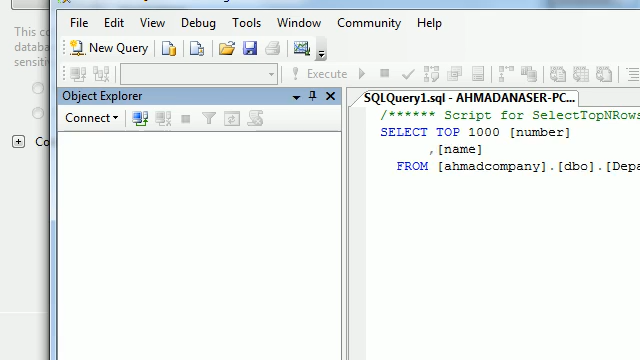 File Edit View Debug Tools Window Community Help
New Query
Execute
This co
databa
sensitiv
Co
Object Explorer
Connect
SQLQuery1.sql - AHMADANASER-PC...
/****** Script for SelectTopNRows
SELECT TOP 1000 [number]
,[name]
FROM [ahmadcompany].[dbo].[Depa